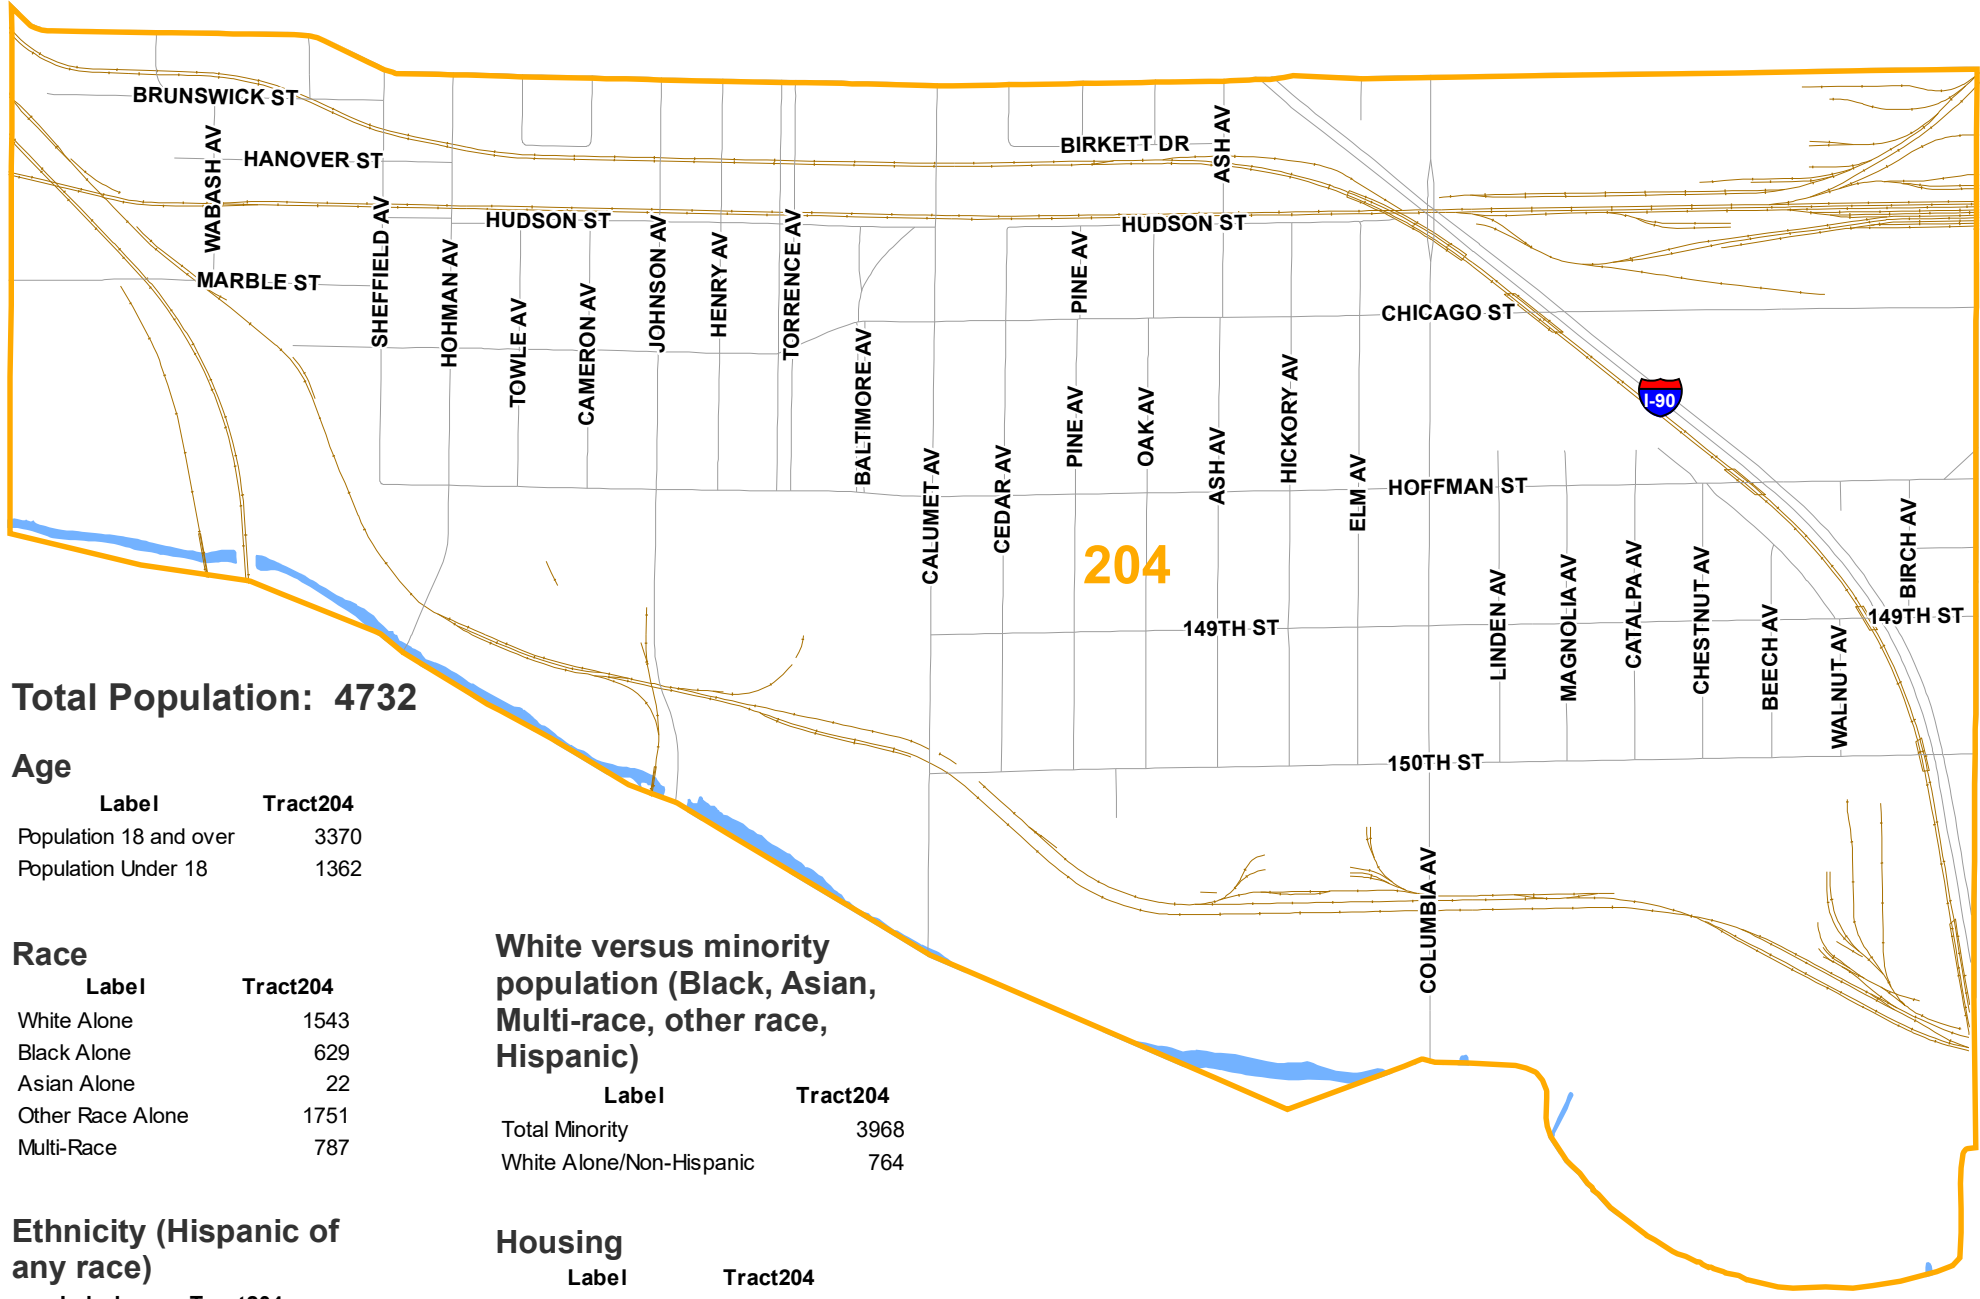 BRUNSWICK ST
HANOVER ST
WABASH AV
SHEFFIELD AV
MARBLE ST
HOHMAN AV
HUDSON ST
TOWLE AV
CAMERON AV
JOHNSON AV
HENRY AV
TORRENCE AV
BALTIMORE AV
CALUMET AV
CEDAR AV
BIRKETT DR
ASH AV
HUDSON ST
PINE AV
CHICAGO ST
PINE AV
OAK AV
ASH AV
HICKORY AV
ELM AV
I-90
HOFFMAN ST
204
149TH ST
LINDEN AV
MAGNOLIA AV
CATALPA AV
CHESTNUT AV
BEECH AV
WALNUT AV
BIRCH AV
149TH ST
150TH ST
COLUMBIA AV
Total Population: 4732
Age
Label Tract204
Population 18 and over 3370
Population Under 18 1362
Race
Label Tract204
White Alone 1543
Black Alone 629
Asian Alone 22
Other Race Alone 1751
Multi-Race 787
White versus minority
population (Black, Asian,
Multi-race, other race,
Hispanic)
Label Tract204
Total Minority 3968
White Alone/Non-Hispanic 764
Ethnicity (Hispanic of
any race)
Housing
Label Tract204